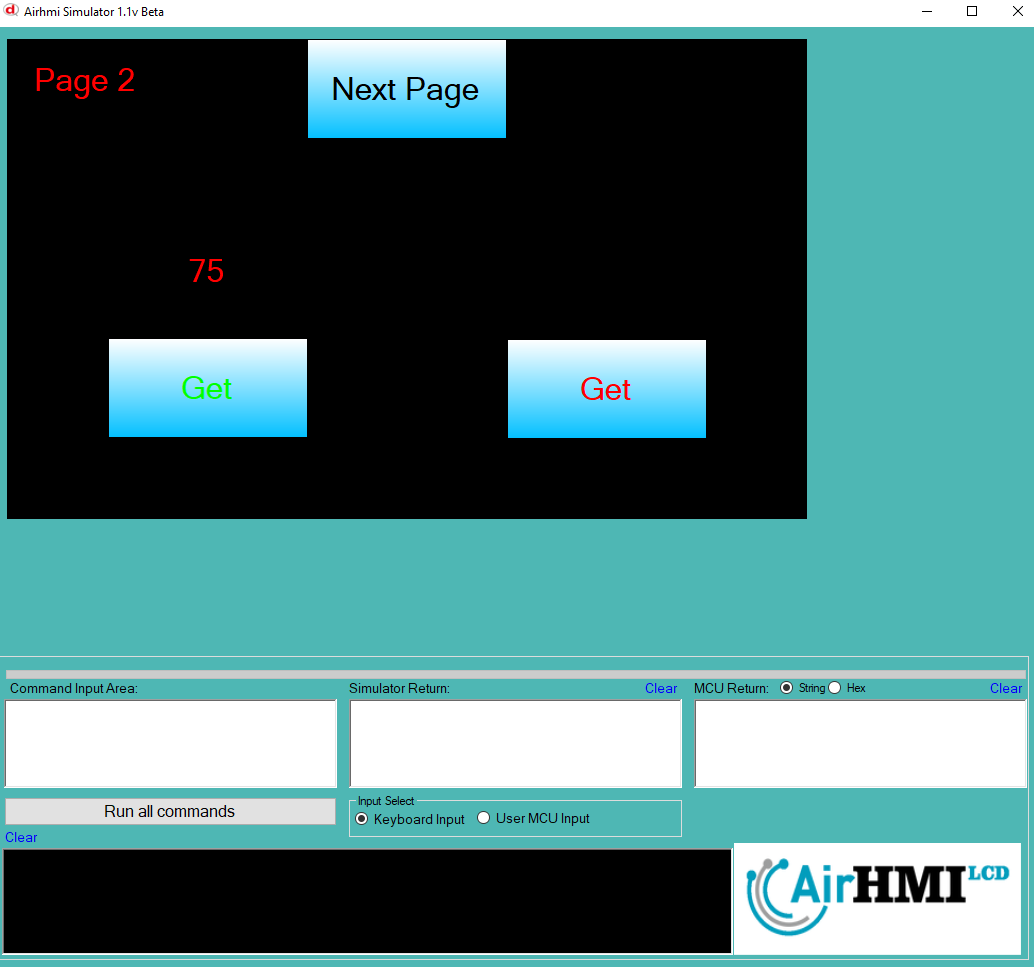 Airhmi Simulator 1.1v Beta
Page 2
Next Page
75
Get
Get
Command Input Area:
Simulator Return:
Clear
MCU Return:
String
Hex
Clear
Run all commands
Input Select
Keyboard Input
User MCU Input
Clear
AirHMI LCD